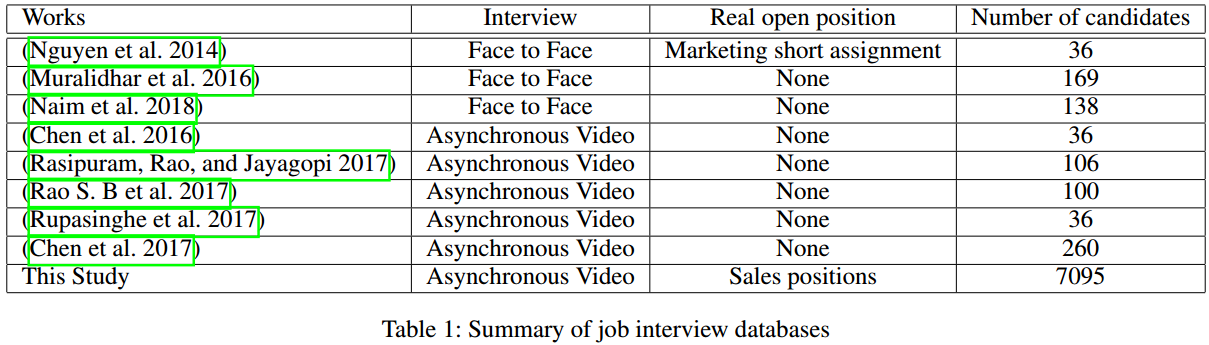 Works Interview Real open position Number of candidates
(Nguyen et al. 2014) Face to Face Marketing short assignment 36
(Muralidhar et al. 2016) Face to Face None 169
(Naim et al. 2018) Face to Face None 138
(Chen et al. 2016) Asynchronous Video None 36
(Rasipuram, Rao, and Jayagopi 2017) Asynchronous Video None 106
(Rao S. B et al. 2017) Asynchronous Video None 100
(Rupasinghe et al. 2017) Asynchronous Video None 36
(Chen et al. 2017) Asynchronous Video None 260
This Study Asynchronous Video Sales positions 7095
Table 1: Summary of job interview databases